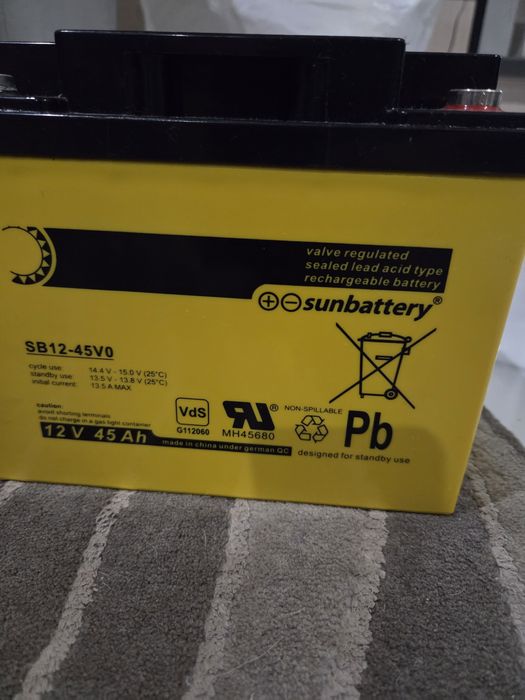 valve regulated
sealed lead acid type
rechargeable battery
sunbattery®
SB12-45V0
cycle use: 14.4 V - 15.0 V (25°C)
standby use: 13.5 V - 13.8 V (25°C)
initial current: 13.5 A MAX
caution:
avoid shorting terminals
do not charge in a gas tight container
12 V 45 Ah
made in china under german QC
VdS
G112060
RU®
MH45680
NON-SPILLABLE
Pb
designed for standby use